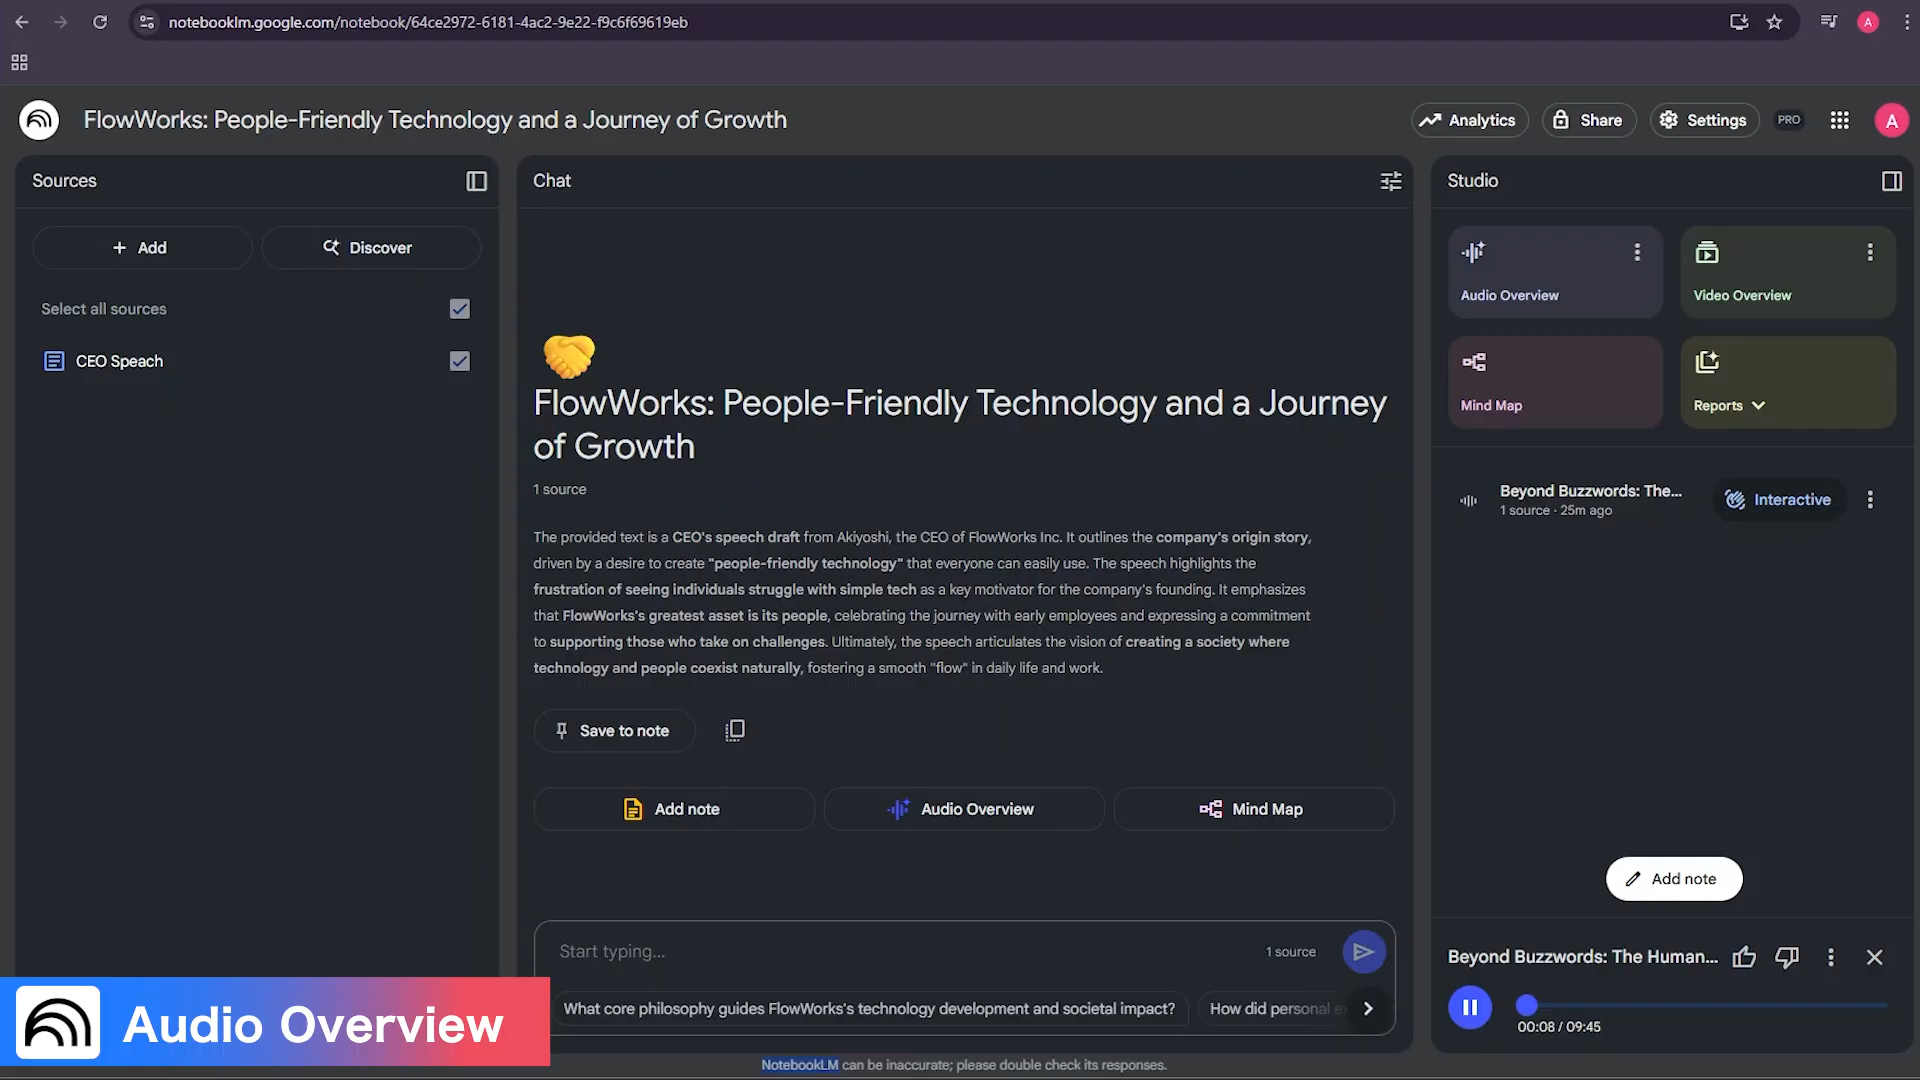 notebooklm.google.com/notebook/64ce2972-6181-4ac2-9e22-f9c6f69619eb
A
FlowWorks: People-Friendly Technology and a Journey of Growth
Analytics
Share
Settings
PRO
A
Sources
Add
Discover
Select all sources
CEO Speach
Chat
FlowWorks: People-Friendly Technology and a Journey
of Growth
1 source
The provided text is a CEO's speech draft from Akiyoshi, the CEO of FlowWorks Inc. It outlines the company's origin story,
driven by a desire to create "people-friendly technology" that everyone can easily use. The speech highlights the
frustration of seeing individuals struggle with simple tech as a key motivator for the company's founding. It emphasizes
that FlowWorks's greatest asset is its people, celebrating the journey with early employees and expressing a commitment
to supporting those who take on challenges. Ultimately, the speech articulates the vision of creating a society where
technology and people coexist naturally, fostering a smooth "flow" in daily life and work.
Save to note
Add note
Audio Overview
Mind Map
Start typing...
1 source
What core philosophy guides FlowWorks's technology development and societal impact?
How did personal
NotebookLM can be inaccurate; please double check its responses.
Studio
Audio Overview
Video Overview
Mind Map
Reports
Beyond Buzzwords: The...
1 source · 25m ago
Interactive
Add note
Beyond Buzzwords: The Human...
00:08 / 09:45
Audio Overview